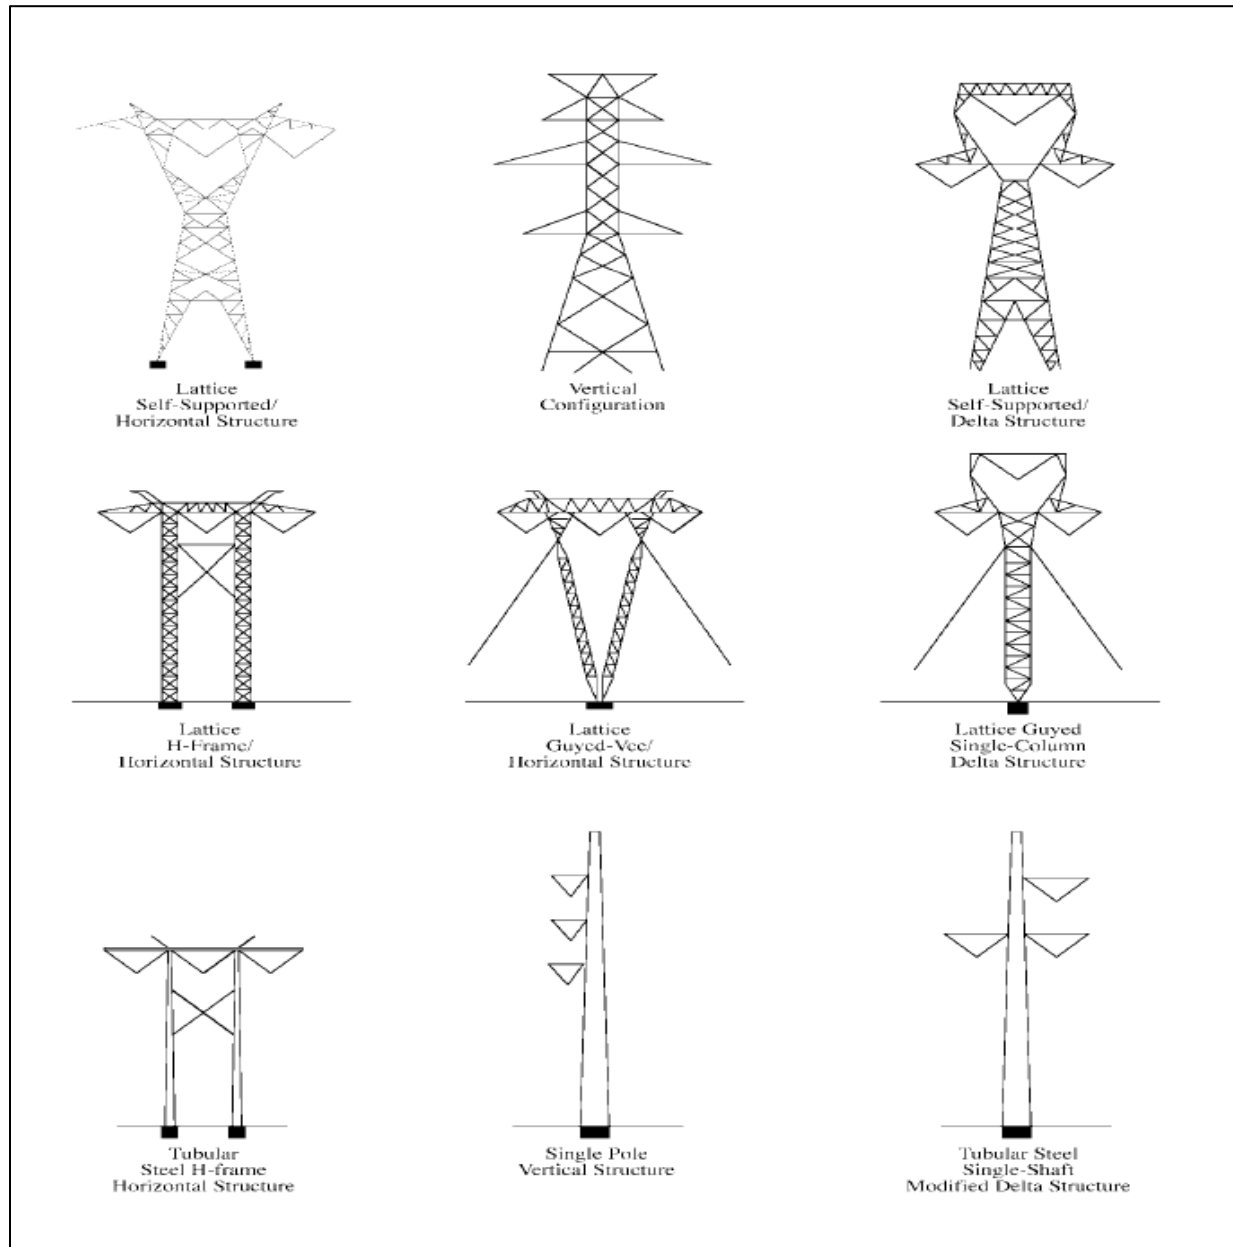 Lattice
Self-Supported/
Horizontal Structure
Vertical
Configuration
Lattice
Self-Supported/
Delta Structure
Lattice
H-Frame/
Horizontal Structure
Lattice
Guyed-Vee/
Horizontal Structure
Lattice Guyed
Single-Column
Delta Structure
Tubular
Steel H-frame
Horizontal Structure
Single Pole
Vertical Structure
Tubular Steel
Single-Shaft
Modified Delta Structure